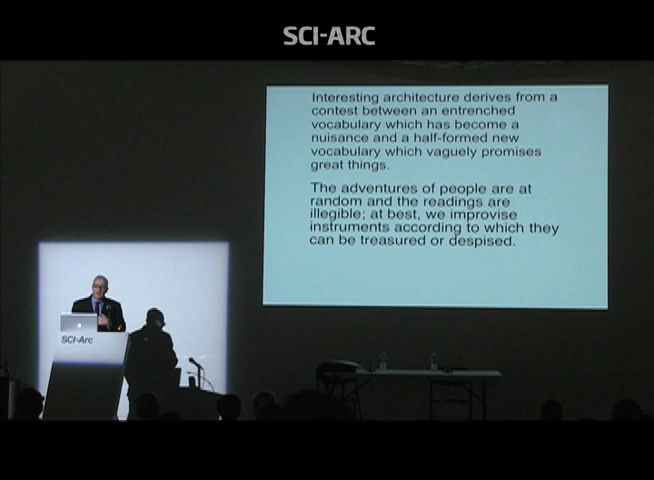 SCI-ARC
Interesting architecture derives from a
contest between an entrenched
vocabulary which has become a
nuisance and a half-formed new
vocabulary which vaguely promises
great things.
The adventures of people are at
random and the readings are
illegible; at best, we improvise
instruments according to which they
can be treasured or despised.
SCI-Arc